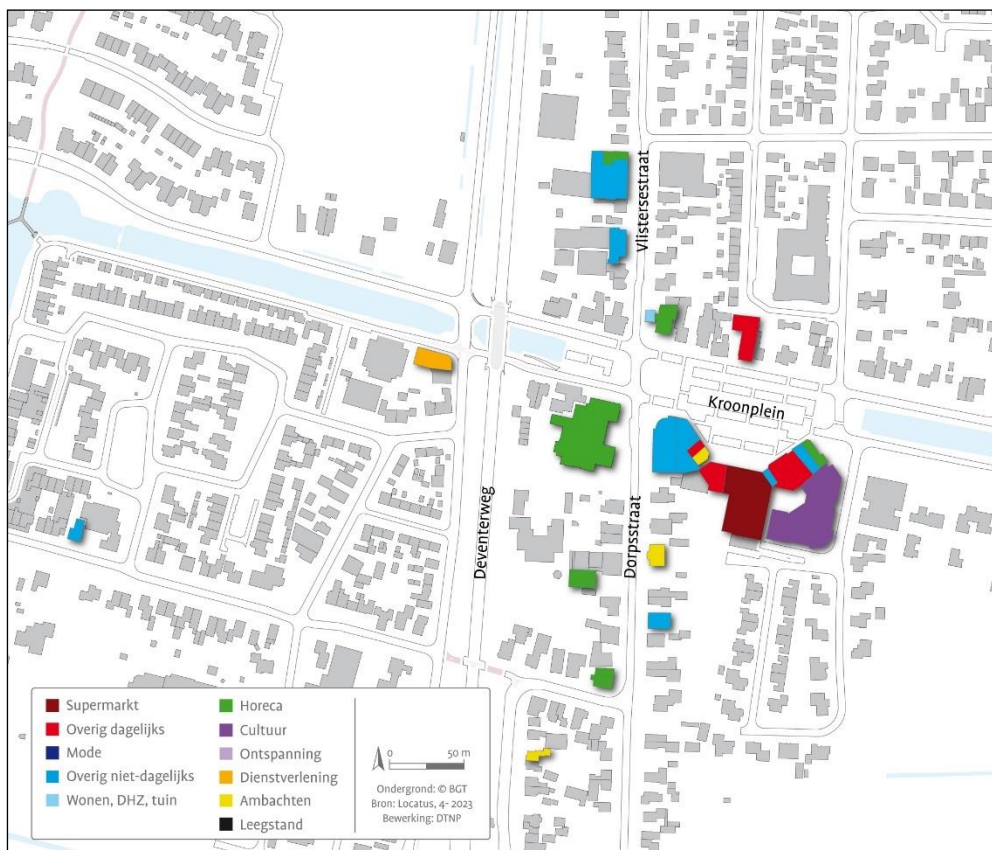 Vlistersestraat
Kroonplein
Deventerweg
Dorpsstraat
Supermarkt
Overig dagelijks
Mode
Overig niet-dagelijks
Wonen, DHZ, tuin
Horeca
Cultuur
Ontspanning
Dienstverlening
Ambachten
Leegstand
0 50 m
Ondergrond: © BGT
Bron: Locatus, 4- 2023
Bewerking: DTNP